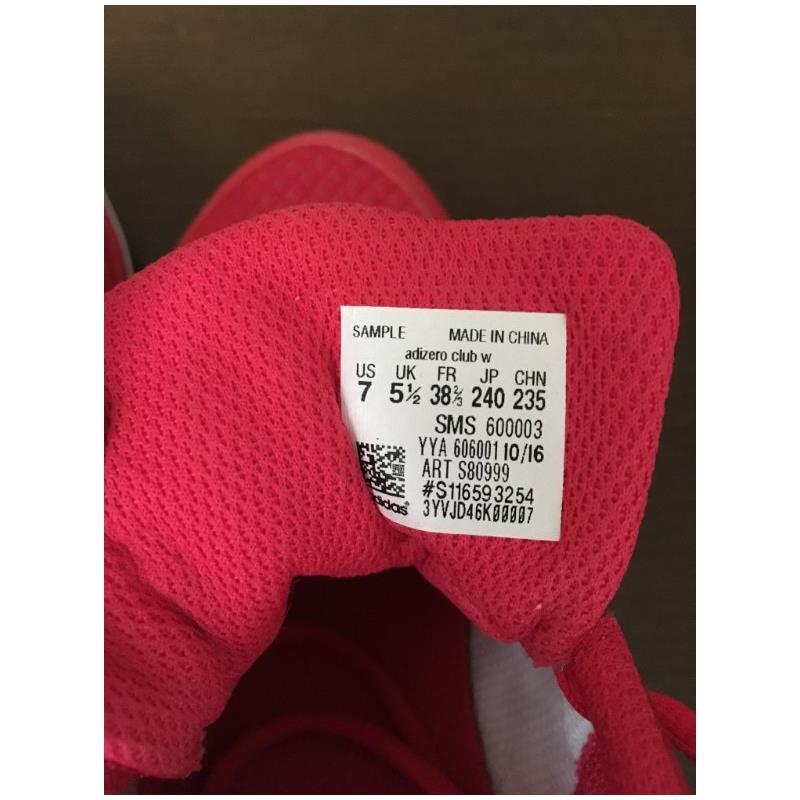 SAMPLE MADE IN CHINA
adizero club w
US UK FR JP CHN
7 5½ 38⅔ 240 235
SMS 600003
YYA 606001 10/16
ART S80999
#S116593254
3YVJD46K00007